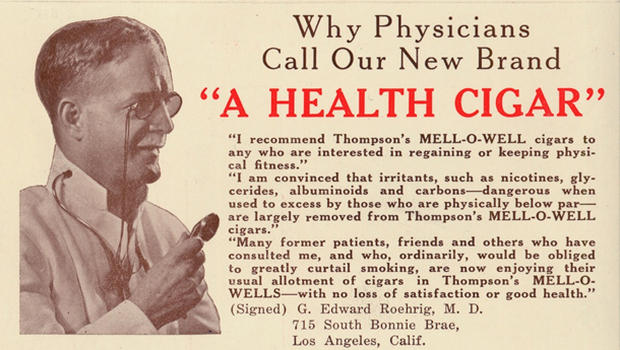 Why Physicians
Call Our New Brand
“A HEALTH CIGAR”
“I recommend Thompson's MELL-O-WELL cigars to
any who are interested in regaining or keeping physi-
cal fitness.”
“I am convinced that irritants, such as nicotines, gly-
cerides, albuminoids and carbons—dangerous when
used to excess by those who are physically below par—
are largely removed from Thompson's MELL-O-WELL
cigars.”
“Many former patients, friends and others who have
consulted me, and who, ordinarily, would be obliged
to greatly curtail smoking, are now enjoying their
usual allotment of cigars in Thompson's MELL-O-
WELLS—with no loss of satisfaction or good health.”
(Signed) G. Edward Roehrig, M. D.
715 South Bonnie Brae,
Los Angeles, Calif.